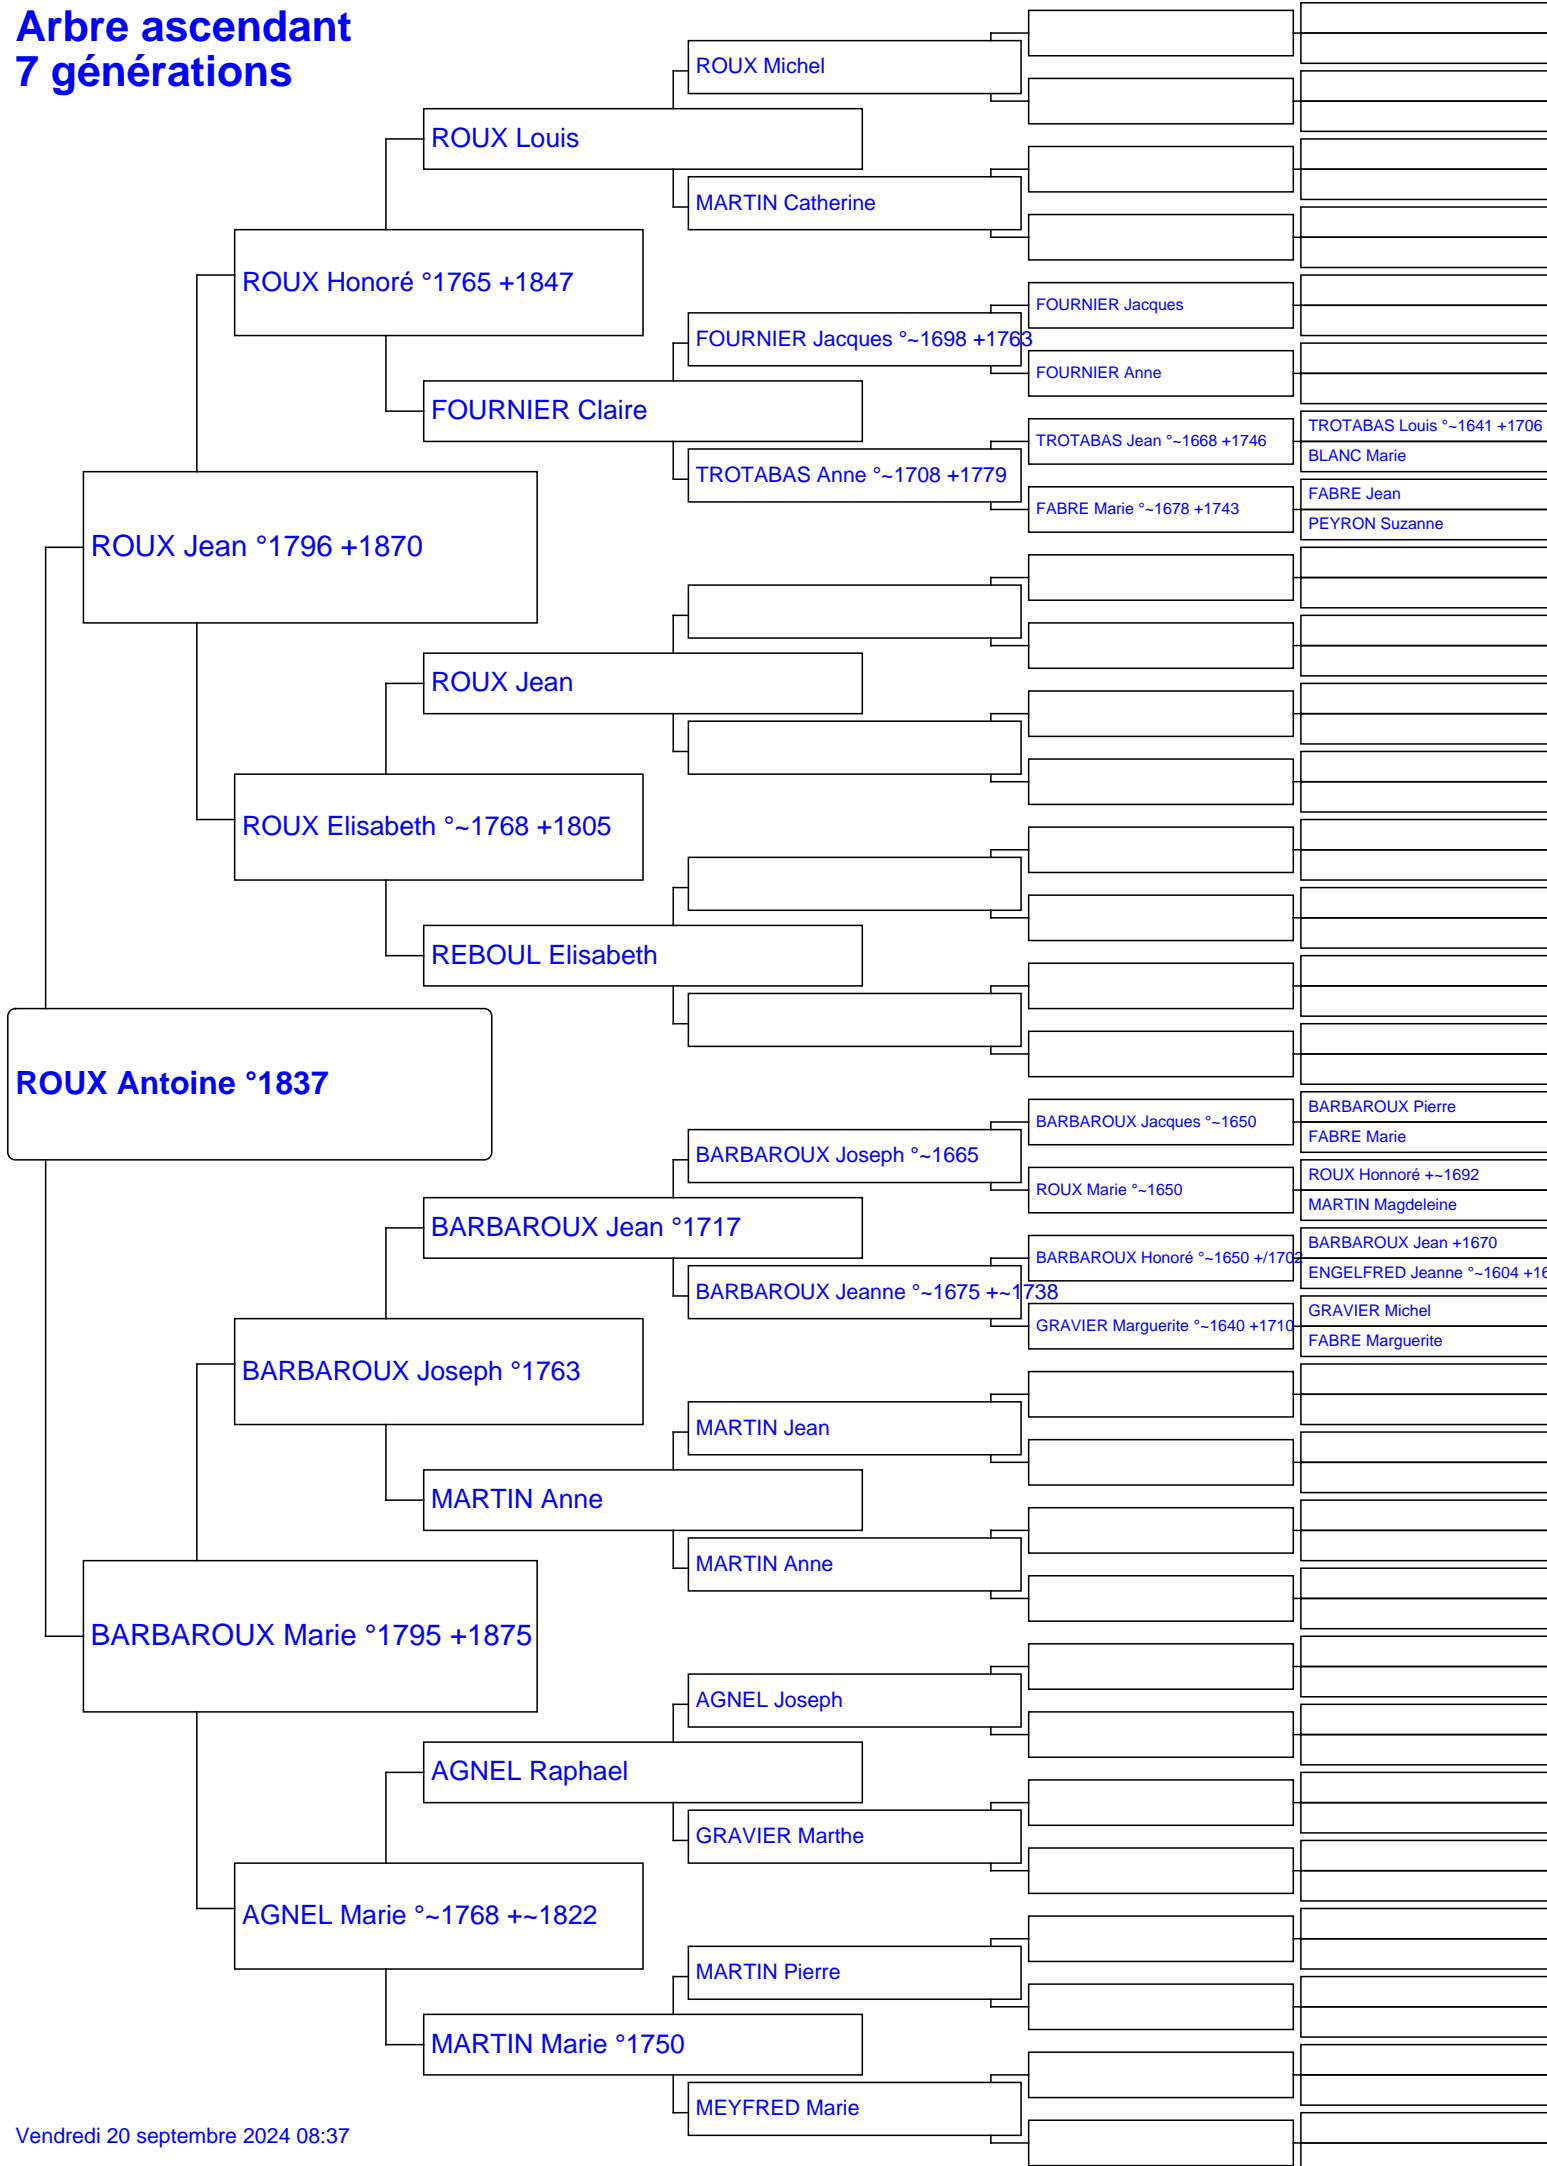 Arbre ascendant
7 générations
ROUX Michel
ROUX Louis
MARTIN Catherine
ROUX Honoré °1765 +1847
FOURNIER Jacques
FOURNIER Jacques °~1698 +1763
FOURNIER Anne
FOURNIER Claire
TROTABAS Louis °~1641 +1706
TROTABAS Jean °~1668 +1746
BLANC Marie
TROTABAS Anne °~1708 +1779
FABRE Jean
FABRE Marie °~1678 +1743
PEYRON Suzanne
ROUX Jean °1796 +1870
ROUX Jean
ROUX Elisabeth °~1768 +1805
REBOUL Elisabeth
ROUX Antoine °1837
BARBAROUX Pierre
BARBAROUX Jacques °~1650
FABRE Marie
BARBAROUX Joseph °~1665
ROUX Honnoré +~1692
ROUX Marie °~1650
MARTIN Magdeleine
BARBAROUX Jean °1717
BARBAROUX Jean +1670
BARBAROUX Honoré °~1650 +/1702
ENGELFRED Jeanne °~1604 +16
BARBAROUX Jeanne °~1675 +~1738
GRAVIER Michel
GRAVIER Marguerite °~1640 +1710
FABRE Marguerite
BARBAROUX Joseph °1763
MARTIN Jean
MARTIN Anne
MARTIN Anne
BARBAROUX Marie °1795 +1875
AGNEL Joseph
AGNEL Raphael
GRAVIER Marthe
AGNEL Marie °~1768 +~1822
MARTIN Pierre
MARTIN Marie °1750
MEYFRED Marie
Vendredi 20 septembre 2024 08:37